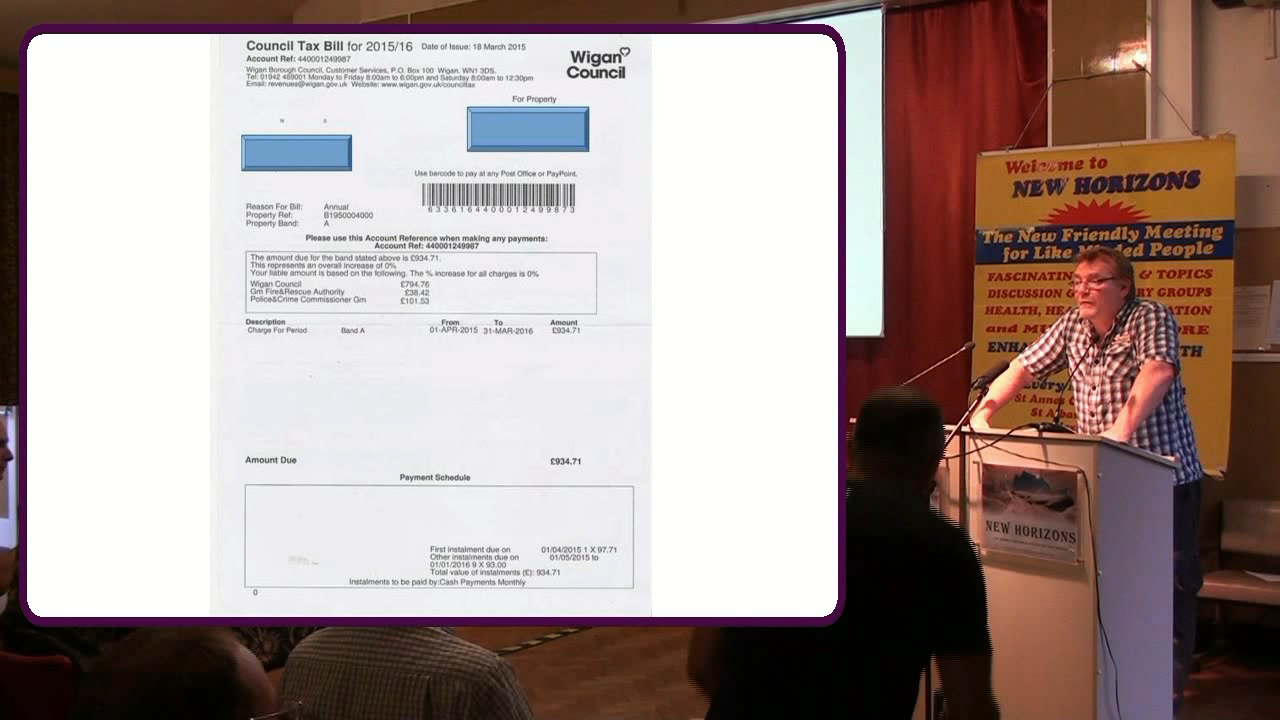 Council Tax Bill for 2015/16 Date of Issue: 18 March 2015
Account Ref: 440001249987
Wigan Borough Council, Customer Services, P.O. Box 100 Wigan. WN1 3DS.
Tel: 01942 489001 Monday to Friday 8:00am to 6:00pm and Saturday 8:00am to 12:30pm
Email: revenues@wigan.gov.uk Website: www.wigan.gov.uk/counciltax
Wigan
Council
For Property
Use barcode to pay at any Post Office or PayPoint.
Reason For Bill: Annual
Property Ref: B1950004000
Property Band: A
Please use this Account Reference when making any payments:
Account Ref: 440001249987
The amount due for the band stated above is £934.71.
This represents an overall increase of 0%
Your liable amount is based on the following. The % increase for all charges is 0%
Wigan Council £794.76
Gm Fire&Rescue Authority £38.42
Police&Crime Commissioner Gm £101.53
Description From To Amount
Charge For Period Band A 01-APR-2015 31-MAR-2016 £934.71
Amount Due £934.71
Payment Schedule
First instalment due on 01/04/2015 1 X 97.71
Other instalments due on 01/05/2015 to
01/01/2016 9 X 93.00
Total value of instalments (£): 934.71
Instalments to be paid by:Cash Payments Monthly
0
Welcome to
NEW HORIZONS
The New Friendly Meeting
for Like People
& TOPICS
DISCUSSION
HEALTH,
and
St
St
NEW HORIZONS